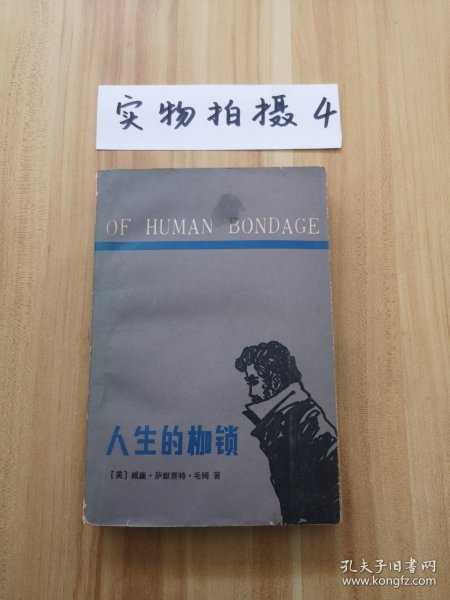 实物拍摄4
OF HUMAN BONDAGE
人生的枷锁
[英]威廉·萨默赛特·毛姆 著
孔夫子旧书网
www.kongfz.com